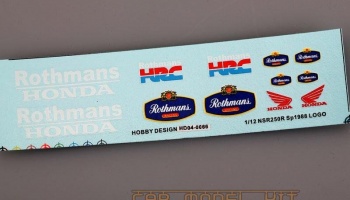 Rothmans
HONDA
Rothmans
HONDA
HRC
HRC
Rothmans
Rothmans
HOBBY DESIGN HD04-0066
1/12 NSR250R Sp1988 LOGO
CAR MODEL KIT